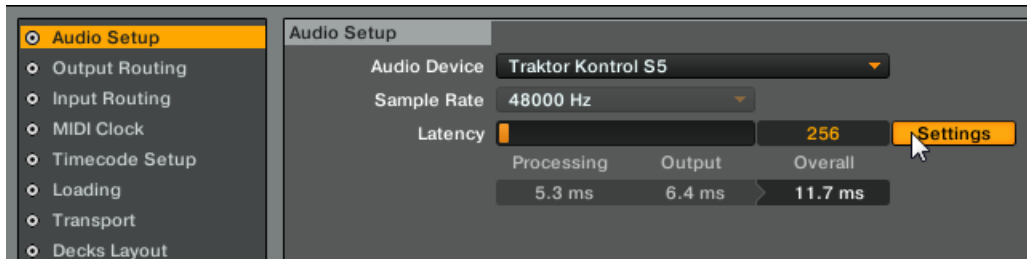 Audio Setup
Output Routing
Input Routing
MIDI Clock
Timecode Setup
Loading
Transport
Decks Layout
Audio Setup
Audio Device Traktor Kontrol S5
Sample Rate 48000 Hz
Latency 256 Settings
Processing Output Overall
5.3 ms 6.4 ms 11.7 ms